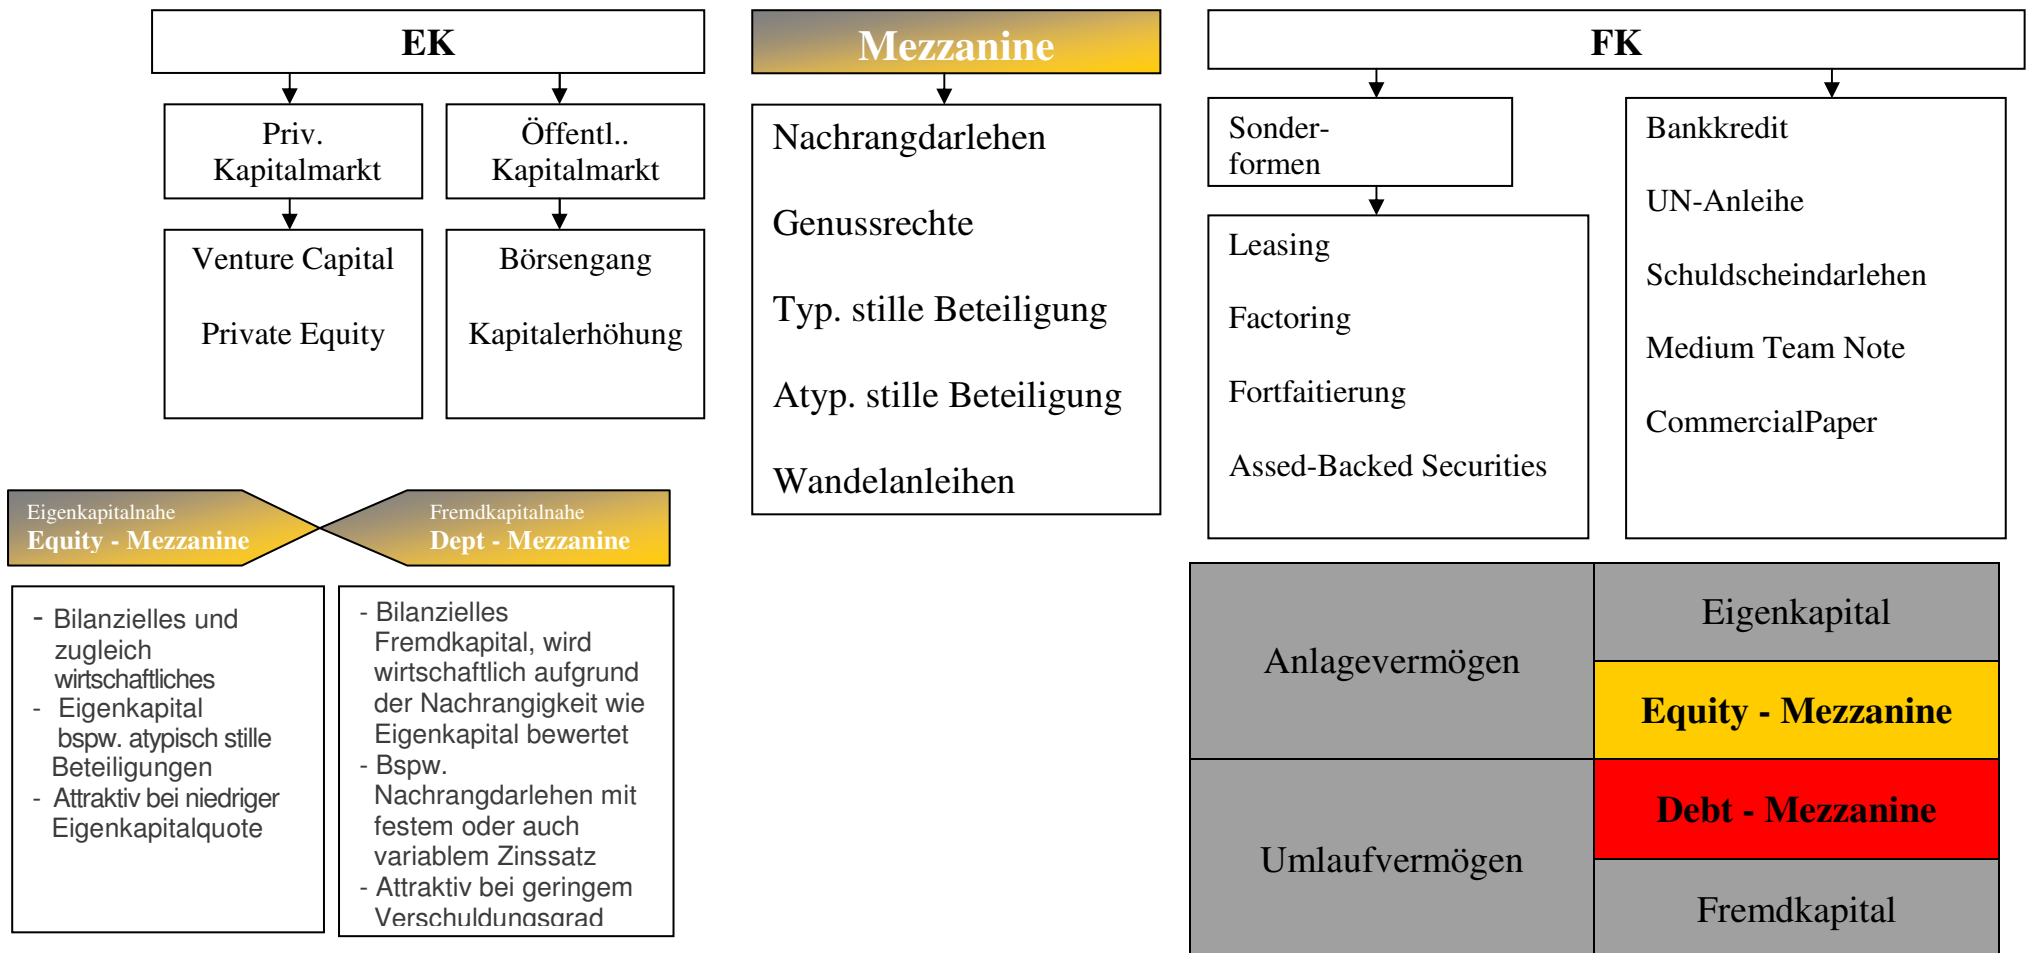 EK
Priv.
Kapitalmarkt
Öffentl..
Kapitalmarkt
Venture Capital
Private Equity
Börsengang
Kapitalerhöhung
Mezzanine
Nachrangdarlehen
Genussrechte
Typ. stille Beteiligung
Atyp. stille Beteiligung
Wandelanleihen
FK
Sonder-
formen
Leasing
Factoring
Fortfaitierung
Assed-Backed Securities
Bankkredit
UN-Anleihe
Schuldscheindarlehen
Medium Team Note
CommercialPaper
Eigenkapitalnahe
Equity - Mezzanine
Fremdkapitalnahe
Dept - Mezzanine
- Bilanzielles und
zugleich
wirtschaftliches
- Eigenkapital
bspw. atypisch stille
Beteiligungen
- Attraktiv bei niedriger
Eigenkapitalquote
- Bilanzielles
Fremdkapital, wird
wirtschaftlich aufgrund
der Nachrangigkeit wie
Eigenkapital bewertet
- Bspw.
Nachrangdarlehen mit
festem oder auch
variablem Zinssatz
- Attraktiv bei geringem
Verschuldungsgrad
Anlagevermögen
Umlaufvermögen
Eigenkapital
Equity - Mezzanine
Debt - Mezzanine
Fremdkapital